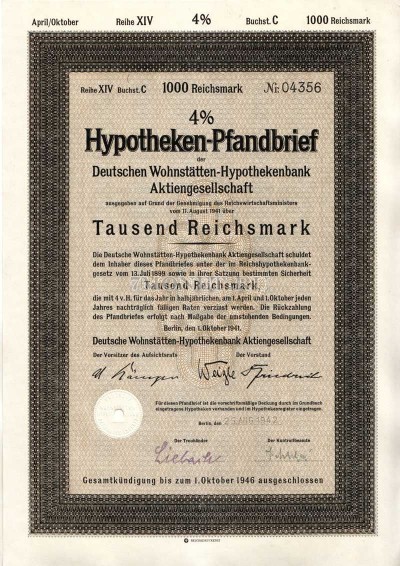 April/Oktober Reihe XIV 4% Buchst. C 1000 Reichsmark
Reihe XIV Buchst. C 1000 Reichsmark № 04356
4%
Hypotheken-Pfandbrief
der
Deutschen Wohnstätten-Hypothekenbank
Aktiengesellschaft
ausgegeben auf Grund der Genehmigung des Reichswirtschaftsministers
vom 11. August 1941 über
Tausend Reichsmark
Die Deutsche Wohnstätten-Hypothekenbank Aktiengesellschaft schuldet
dem Inhaber dieses Pfandbriefes unter der im Reichshypothekenbank-
gesetz vom 13. Juli 1899 sowie in ihrer Satzung bestimmten Sicherheit
Tausend Reichsmark,
die mit 4 v. H. für das Jahr in halbjährlichen, am 1. April und 1. Oktober jeden
Jahres nachträglich fälligen Raten verzinst werden. Die Rückzahlung
des Pfandbriefes erfolgt nach Maßgabe der umstehenden Bedingungen.
Berlin, den 1. Oktober 1941.
Deutsche Wohnstätten-Hypothekenbank Aktiengesellschaft
Der Vorsitzer des Aufsichtsrats Der Vorstand
Für diesen Pfandbrief ist die vorschriftsmäßige Deckung durch im Grundbuch
eingetragene Hypotheken vorhanden und im Hypothekenregister eingetragen.
Berlin, den 1942
Der Treuhänder Der Kontrollbeamte
Gesamtkündigung bis zum 1. Oktober 1946 ausgeschlossen